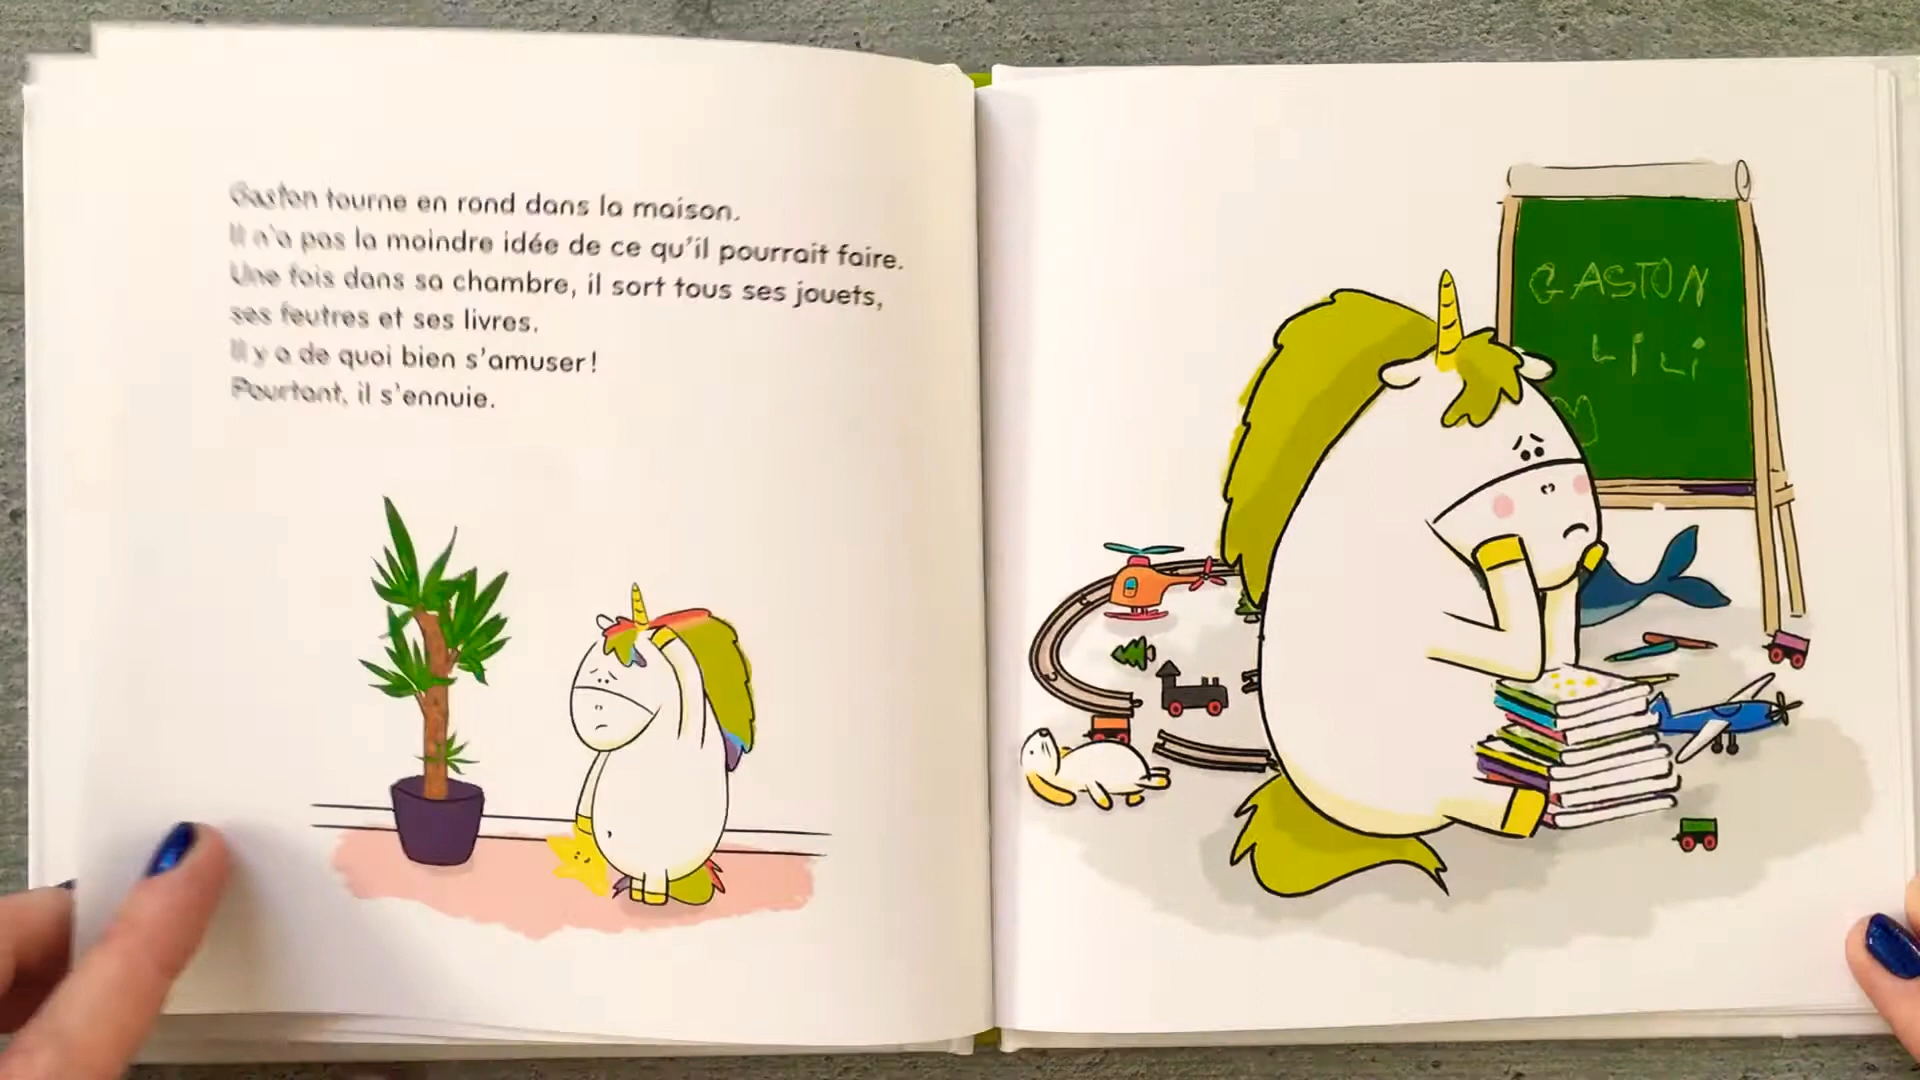 Gaston tourne en rond dans la maison.
Il n'a pas la moindre idée de ce qu'il pourrait faire.
Une fois dans sa chambre, il sort tous ses jouets,
ses feutres et ses livres.
Il y a de quoi bien s'amuser !
Pourtant, il s'ennuie.
GASTON
LiLi